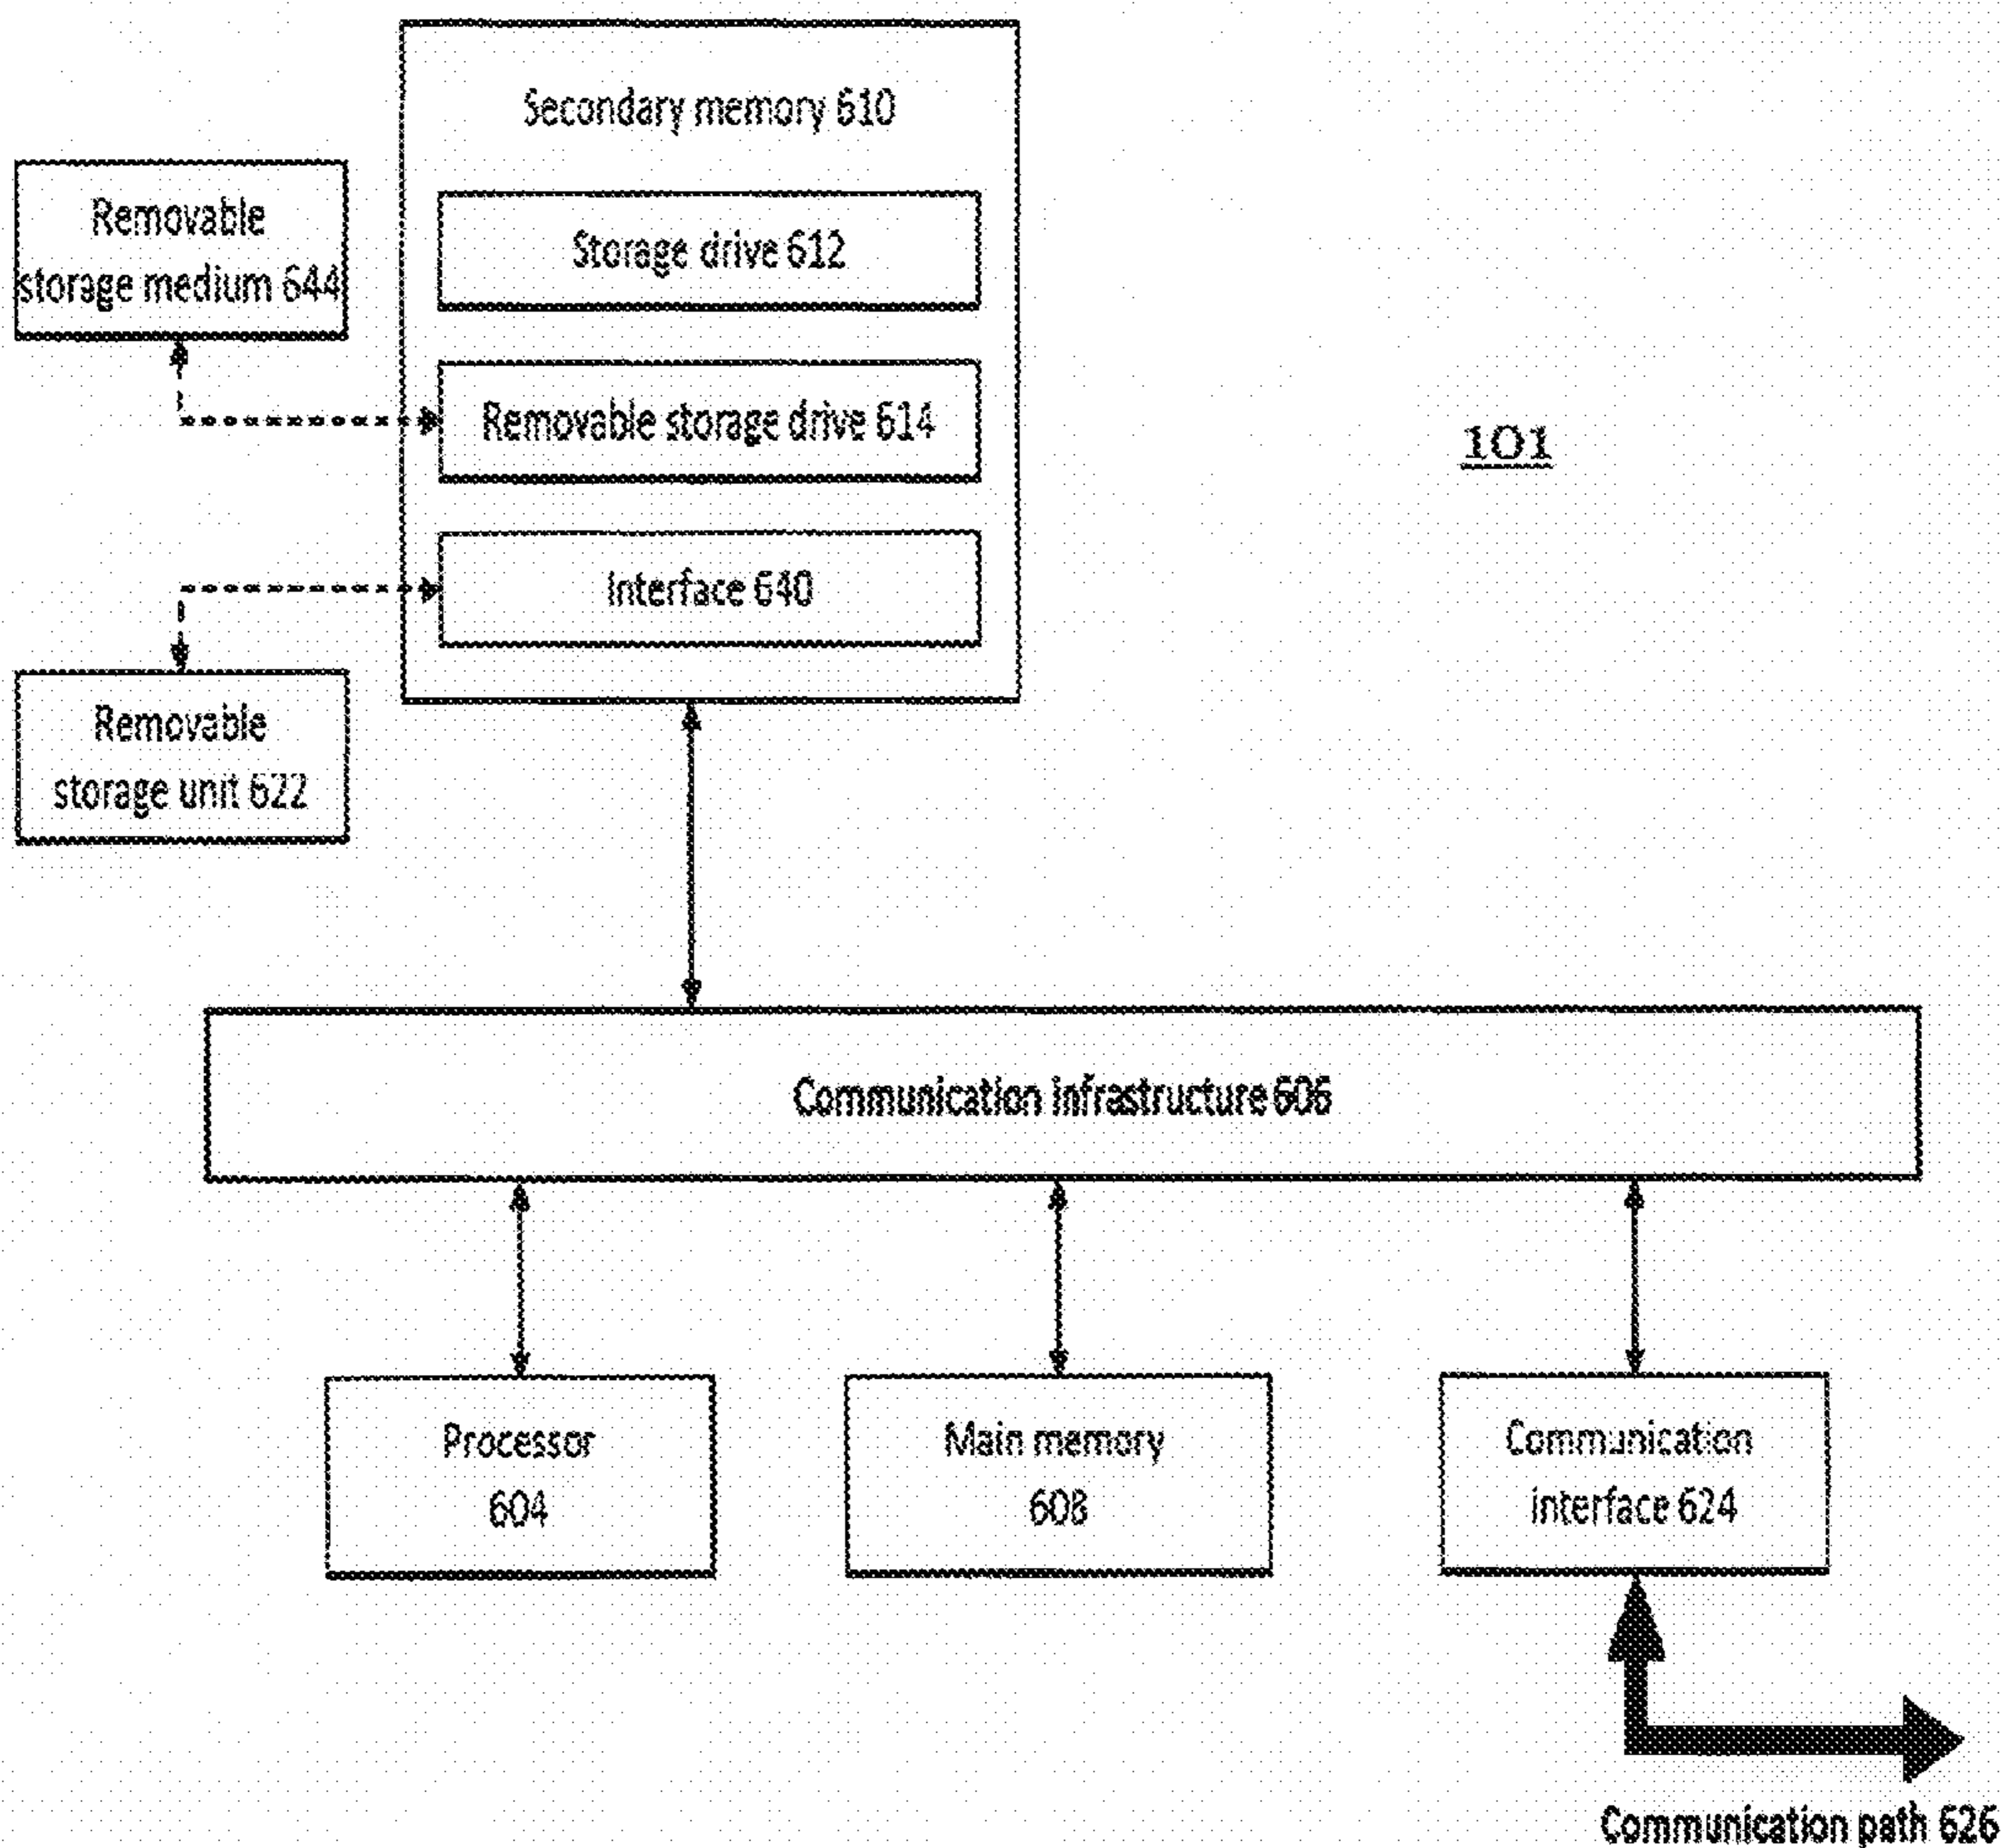 Secondary memory 610
Removable
storage medium 644
Storage drive 612
Removable storage drive 614
101
Interface 640
Removable
storage unit 622
Communication infrastructure 606
Processor
604
Main memory
608
Communication
interface 624
Communication path 626